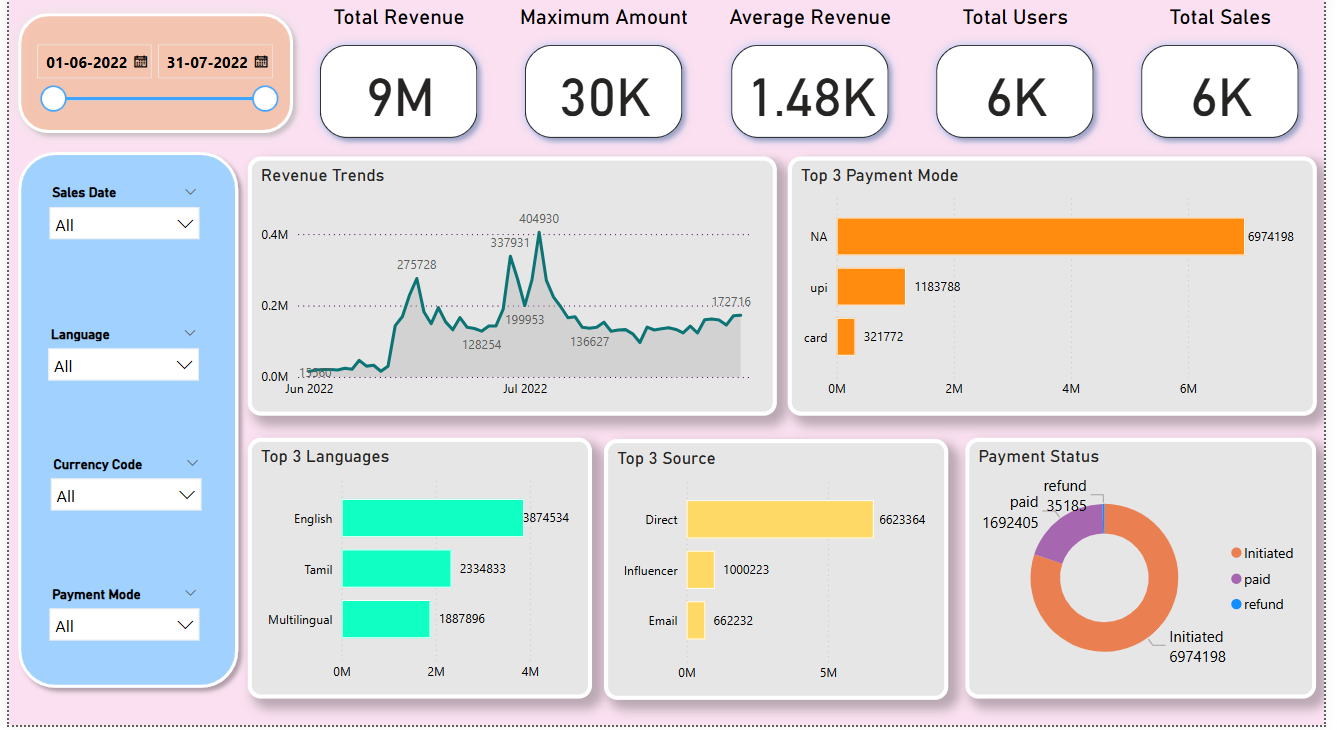 Total Revenue
Maximum Amount
Average Revenue
Total Users
Total Sales
01-06-2022
31-07-2022
9M
30K
1.48K
6K
6K
Sales Date
All
Language
All
Currency Code
All
Payment Mode
All
Revenue Trends
404930
0.4M
337931
275728
0.2M
199953
172716
128254
136627
0.0M
Jun 2022
Jul 2022
Top 3 Payment Mode
NA
6974198
upi
1183788
card
321772
0M
2M
4M
6M
Top 3 Languages
English
3874534
Tamil
2334833
Multilingual
1887896
0M
2M
4M
Top 3 Source
Direct
6623364
Influencer
1000223
Email
662232
0M
5M
Payment Status
refund
35185
paid
1692405
Initiated
6974198
Initiated
paid
refund